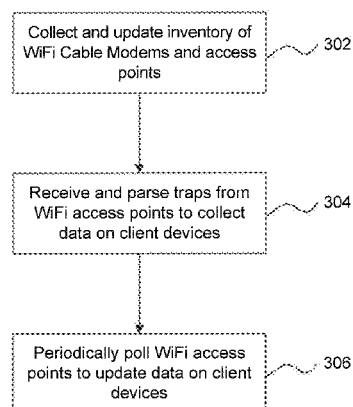 Collect and update inventory of
WiFi Cable Modems and access
points
302
Receive and parse traps from
WiFi access points to collect
data on client devices
304
Periodically poll WiFi access
points to update data on client
devices
306